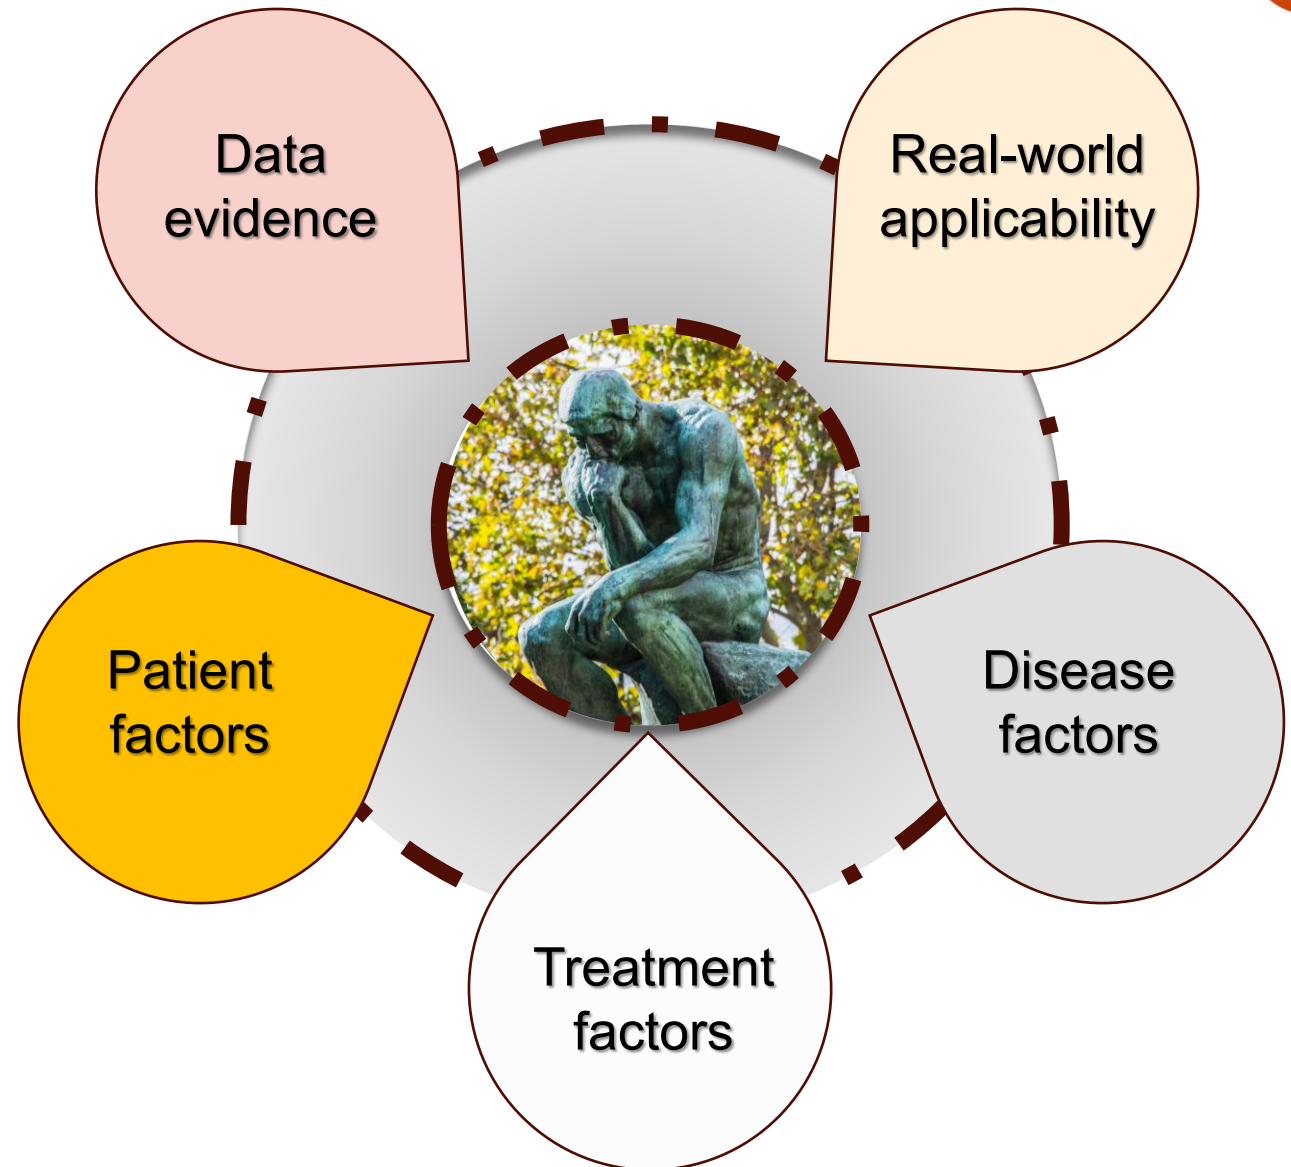 Data
evidence
Real-world
applicability
Patient
factors
Disease
factors
Treatment
factors